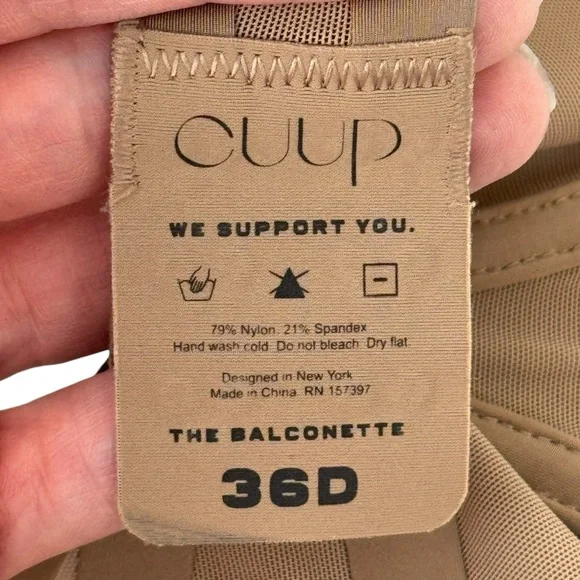 CUUP
WE SUPPORT YOU.
79% Nylon. 21% Spandex
Hand wash cold. Do not bleach. Dry flat.
Designed in New York
Made in China. RN 157397
THE BALCONETTE
36D